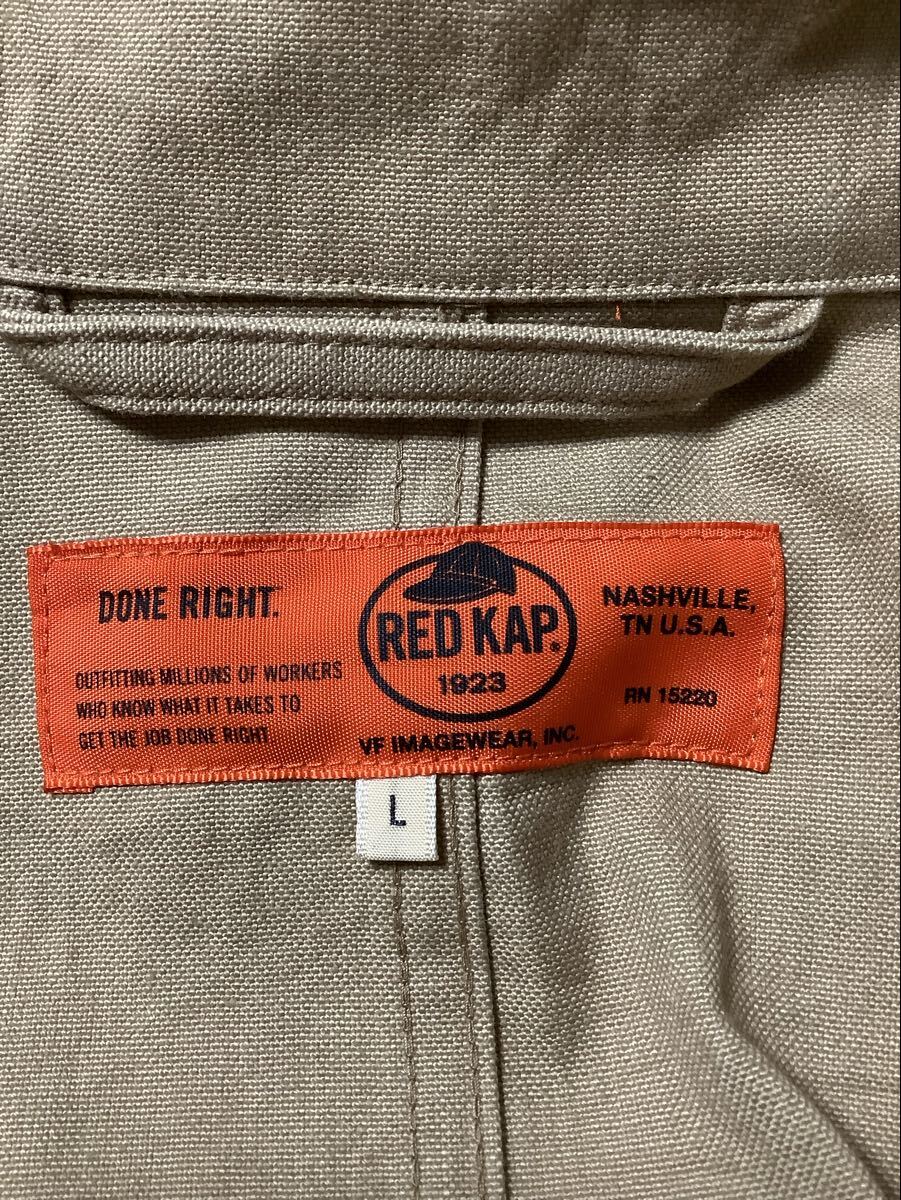 DONE RIGHT.
OUTFITTING MILLIONS OF WORKERS
WHO KNOW WHAT IT TAKES TO
GET THE JOB DONE RIGHT
RED KAP®
1923
VF IMAGEWEAR, INC.
NASHVILLE,
TN U.S.A.
RN 15220
L